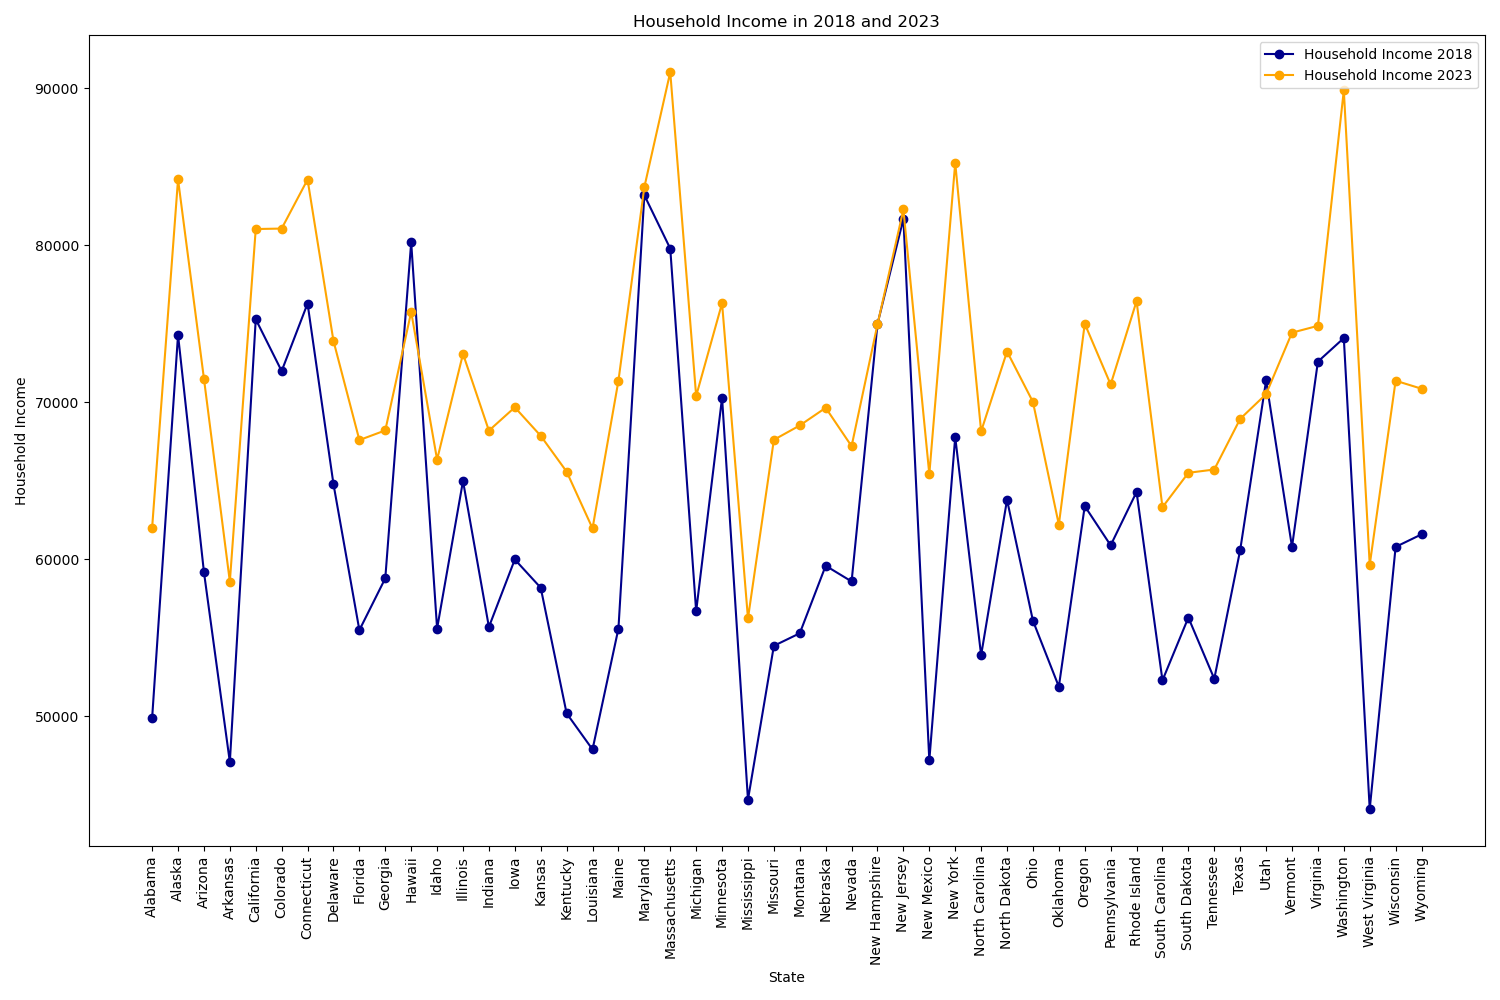 Household Income in 2018 and 2023
Household Income 2018
Household Income 2023
Household Income
90000
80000
70000
60000
50000
Alabama
Alaska
Arizona
Arkansas
California
Colorado
Connecticut
Delaware
Florida
Georgia
Hawaii
Idaho
Illinois
Indiana
Iowa
Kansas
Kentucky
Louisiana
Maine
Maryland
Massachusetts
Michigan
Minnesota
Mississippi
Missouri
Montana
Nebraska
Nevada
New Hampshire
New Jersey
New Mexico
New York
North Carolina
North Dakota
Ohio
Oklahoma
Oregon
Pennsylvania
Rhode Island
South Carolina
South Dakota
Tennessee
Texas
Utah
Vermont
Virginia
Washington
West Virginia
Wisconsin
Wyoming
State